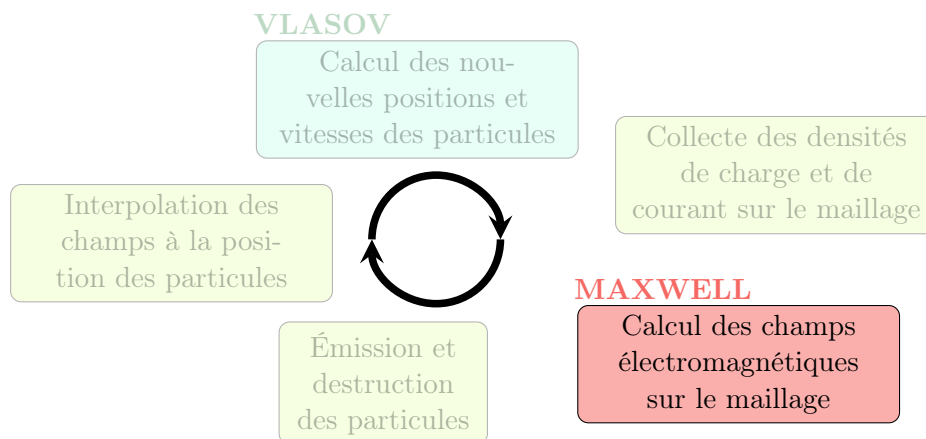 VLASOV
Calcul des nou-
velles positions et
vitesses des particules
Collecte des densités
de charge et de
courant sur le maillage
Interpolation des
champs à la posi-
tion des particules
MAXWELL
Calcul des champs
électromagnétiques
sur le maillage
Émission et
destruction
des particules